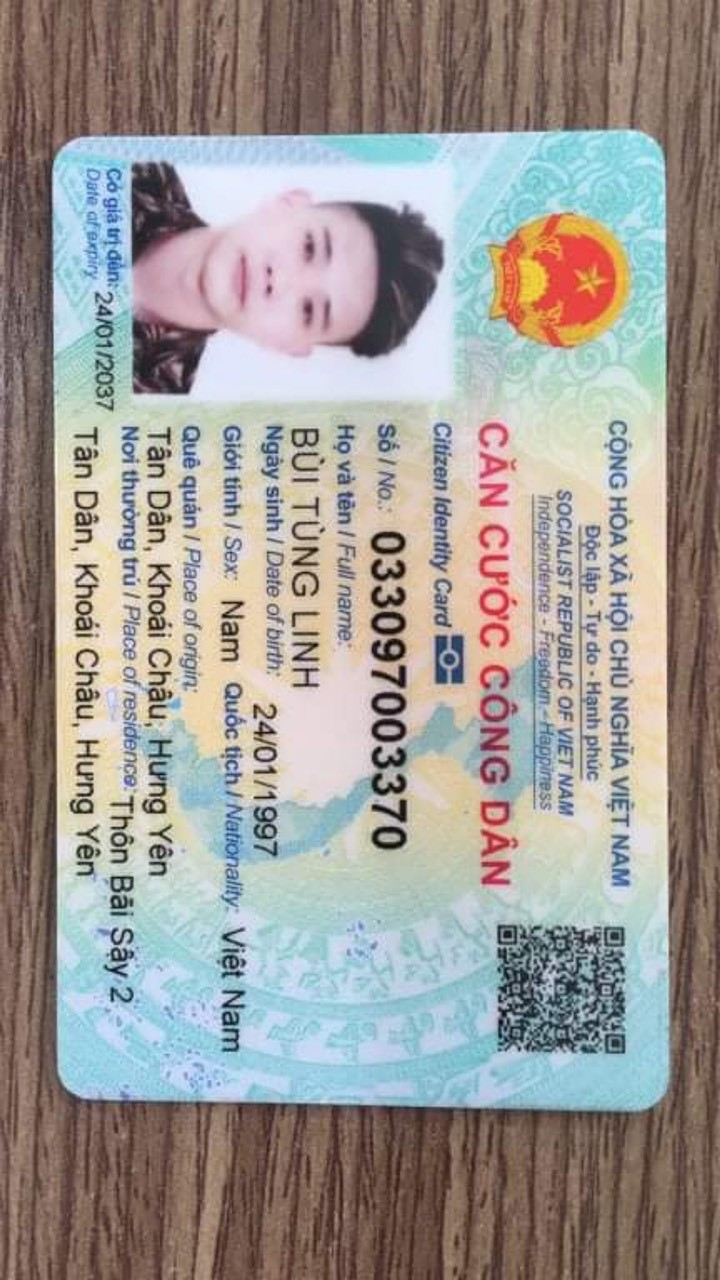 CỘNG HÒA XÃ HỘI CHỦ NGHĨA VIỆT NAM
Độc lập - Tự do - Hạnh phúc
SOCIALIST REPUBLIC OF VIET NAM
Independence - Freedom - Happiness
CĂN CƯỚC CÔNG DÂN
Citizen Identity Card
Số / No.: 033097003370
Họ và tên / Full name:
BÙI TÙNG LINH
Ngày sinh / Date of birth: 24/01/1997
Giới tính / Sex: Nam Quốc tịch / Nationality: Việt Nam
Quê quán / Place of origin:
Tân Dân, Khoái Châu, Hưng Yên
Nơi thường trú / Place of residence: Thôn Bãi Sậy 2
Tân Dân, Khoái Châu, Hưng Yên
Có giá trị đến: 24/01/2037
Date of expiry